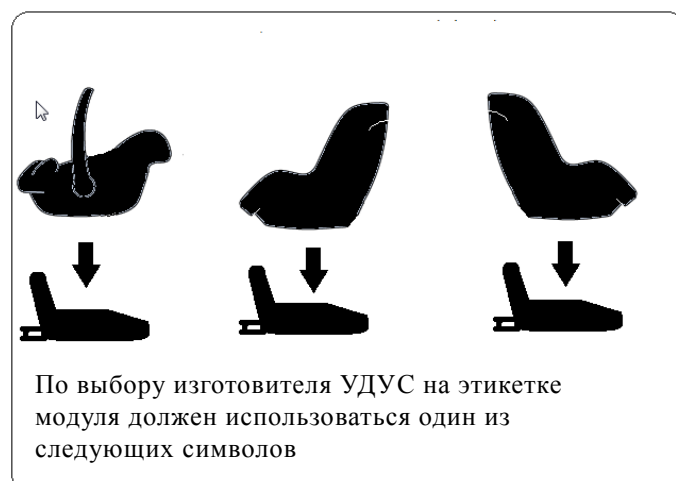 По выбору изготовителя УДУС на этикетке
модуля должен использоваться один из
следующих символов